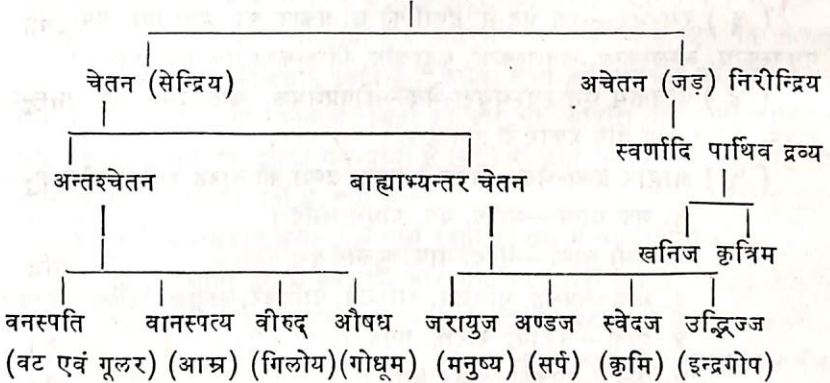 चेतन (सेन्द्रिय) अचेतन (जड़) निरीन्द्रिय
स्वर्णादि पार्थिव द्रव्य
अन्तश्चेतन बाह्याभ्यन्तर चेतन
खनिज कृत्रिम
वनस्पति वानस्पत्य वीरुद् औषध जरायुज अण्डज स्वेदज उद्भिज्ज
(वट एवं गूलर) (आम्र) (गिलोय) (गोधूम) (मनुष्य) (सर्प) (कृमि) (इन्द्रगोप)